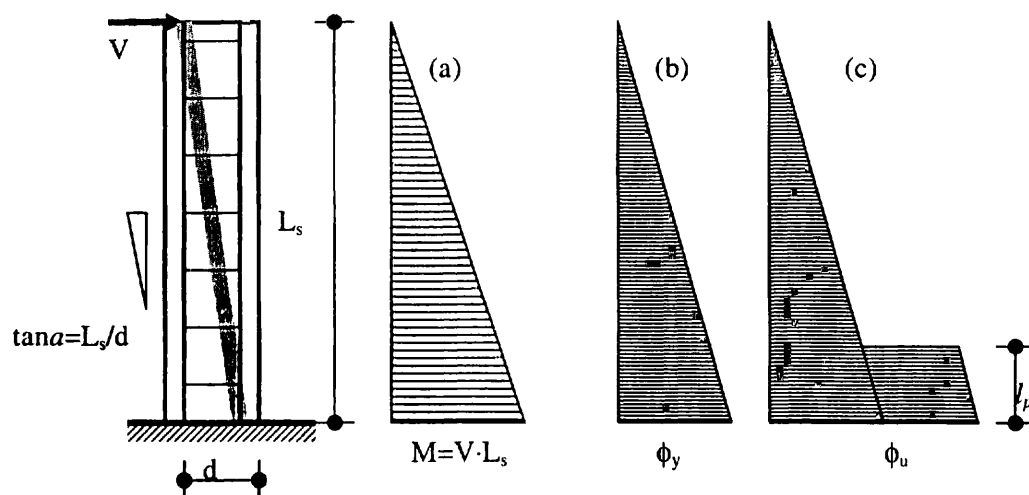 V
(a)
(b)
(c)
L_s
tana=L_s/d
l_p
d
M=V·L_s
ϕ_y
ϕ_u